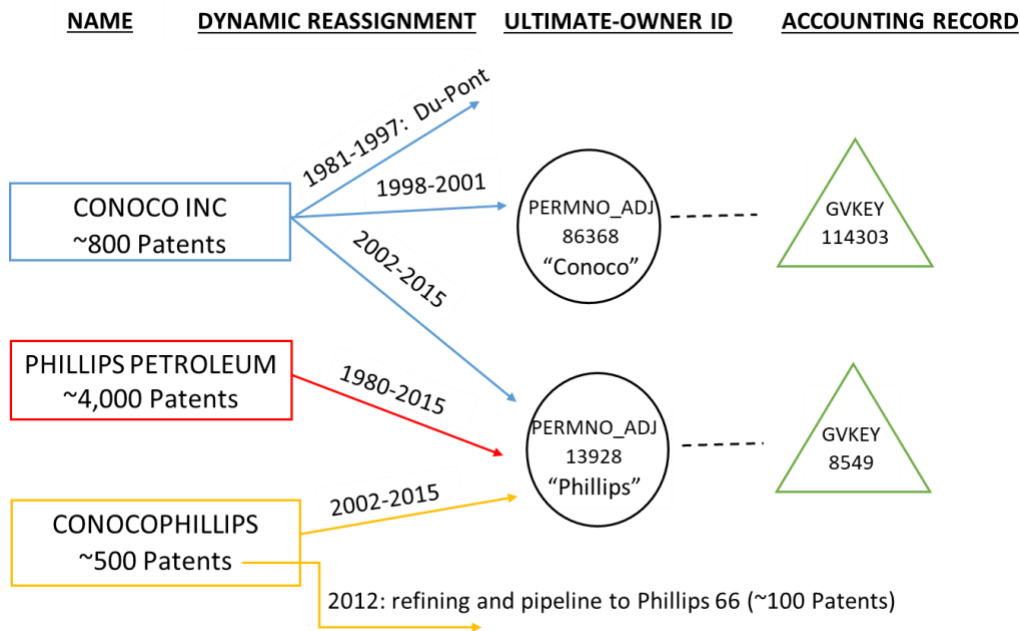 NAME
DYNAMIC REASSIGNMENT
ULTIMATE-OWNER ID
ACCOUNTING RECORD
CONOCO INC
~800 Patents
1981-1997: Du-Pont
1998-2001
2002-2015
PERMNO_ADJ
86368
“Conoco”
GVKEY
114303
PHILLIPS PETROLEUM
~4,000 Patents
1980-2015
PERMNO_ADJ
13928
“Phillips”
GVKEY
8549
CONOCOPHILLIPS
~500 Patents
2002-2015
2012: refining and pipeline to Phillips 66 (~100 Patents)